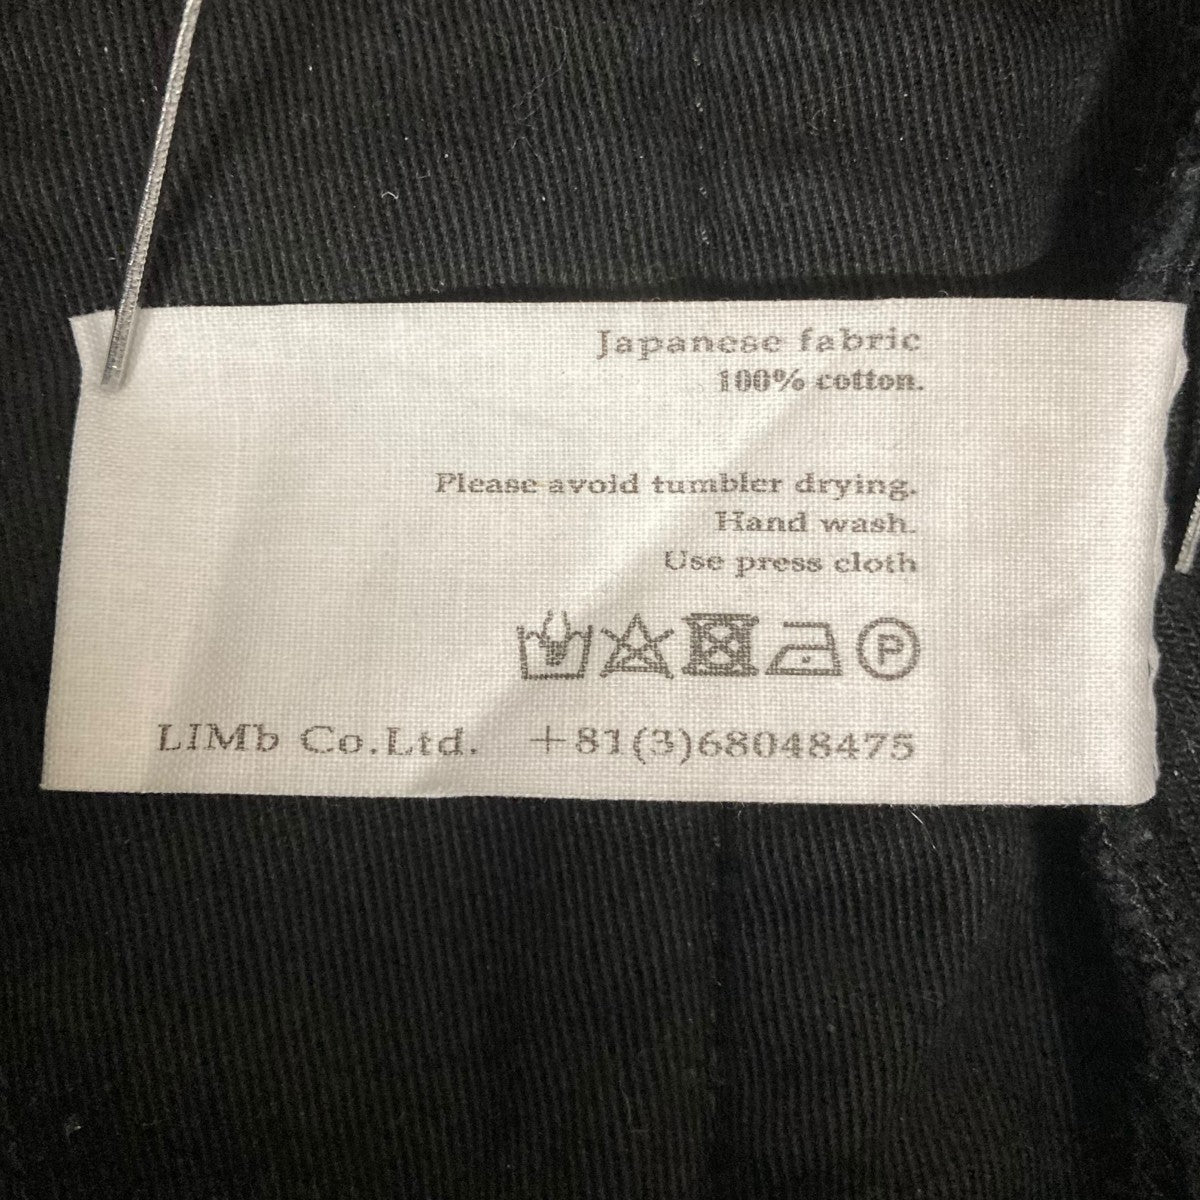 Japanese fabric
100% cotton.
Please avoid tumbler drying.
Hand wash.
Use press cloth
P
LIMb Co.Ltd. +81(3)68048475